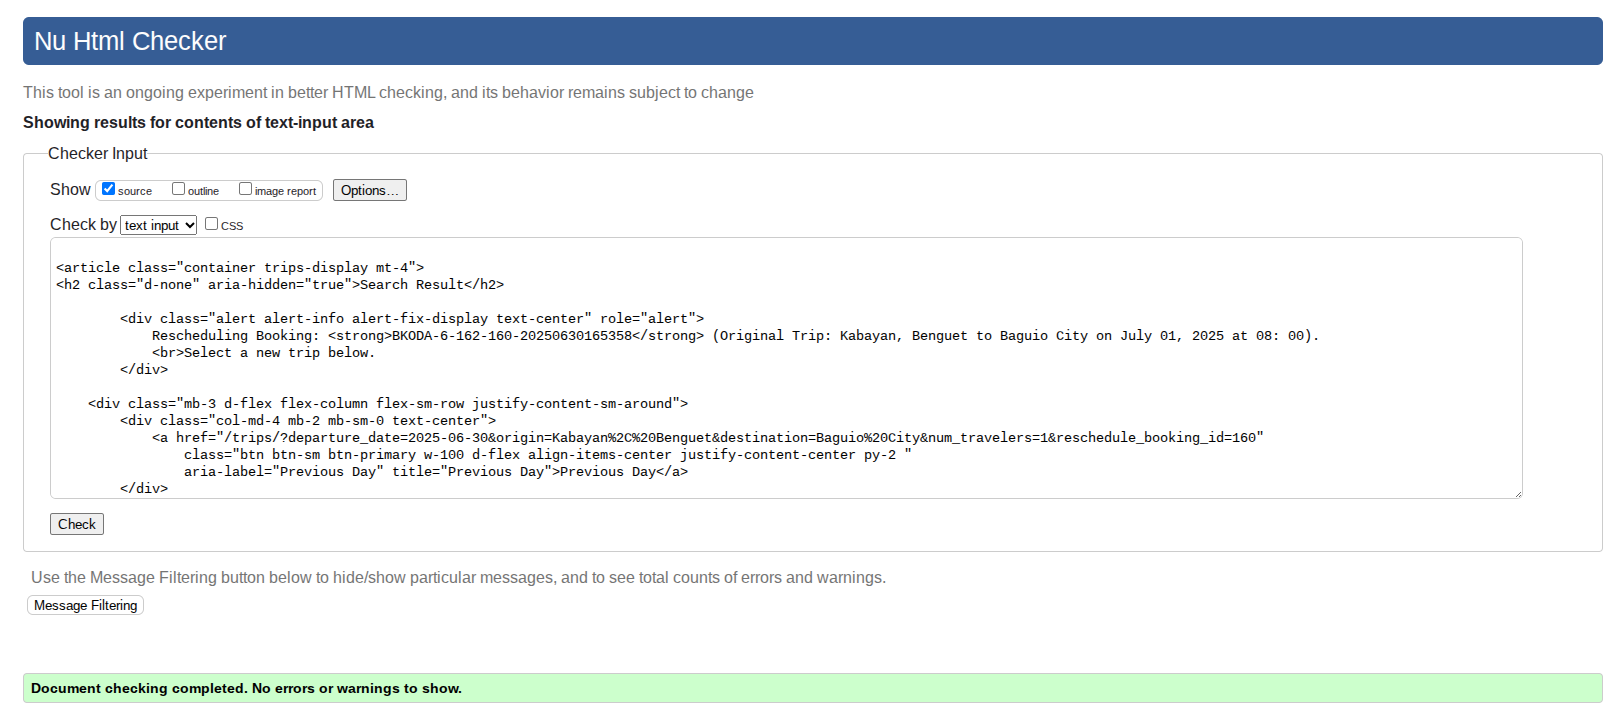 Nu Html Checker
This tool is an ongoing experiment in better HTML checking, and its behavior remains subject to change
Showing results for contents of text-input area
Checker Input
Show source outline image report Options...
Check by text input CSS
<article class="container trips-display mt-4">
<h2 class="d-none" aria-hidden="true">Search Result</h2>
<div class="alert alert-info alert-fix-display text-center" role="alert">
Rescheduling Booking: <strong>BKODA-6-162-160-20250630165358</strong> (Original Trip: Kabayan, Benguet to Baguio City on July 01, 2025 at 08: 00).
<br>Select a new trip below.
</div>
<div class="mb-3 d-flex flex-column flex-sm-row justify-content-sm-around">
<div class="col-md-4 mb-2 mb-sm-0 text-center">
<a href="/trips/?departure_date=2025-06-30&origin=Kabayan%2C%20Benguet&destination=Baguio%20City&num_travelers=1&reschedule_booking_id=160"
class="btn btn-sm btn-primary w-100 d-flex align-items-center justify-content-center py-2 "
aria-label="Previous Day" title="Previous Day">Previous Day</a>
</div>
Check
Use the Message Filtering button below to hide/show particular messages, and to see total counts of errors and warnings.
Message Filtering
Document checking completed. No errors or warnings to show.